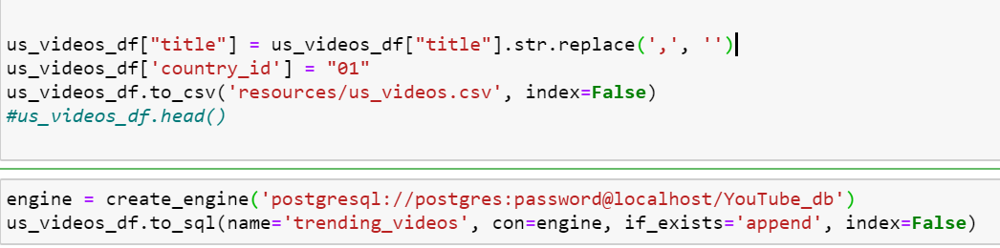 us_videos_df["title"] = us_videos_df["title"].str.replace(',', '')
us_videos_df['country_id'] = "01"
us_videos_df.to_csv('resources/us_videos.csv', index=False)
#us_videos_df.head()
engine = create_engine('postgresql://postgres:password@localhost/YouTube_db')
us_videos_df.to_sql(name='trending_videos', con=engine, if_exists='append', index=False)